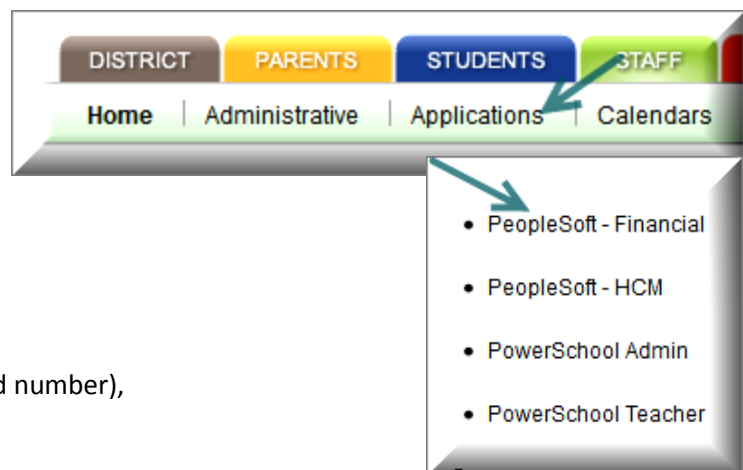 DISTRICT PARENTS STUDENTS STAFF
Home Administrative Applications Calendars
• PeopleSoft - Financial
• PeopleSoft - HCM
• PowerSchool Admin
d number),
• PowerSchool Teacher